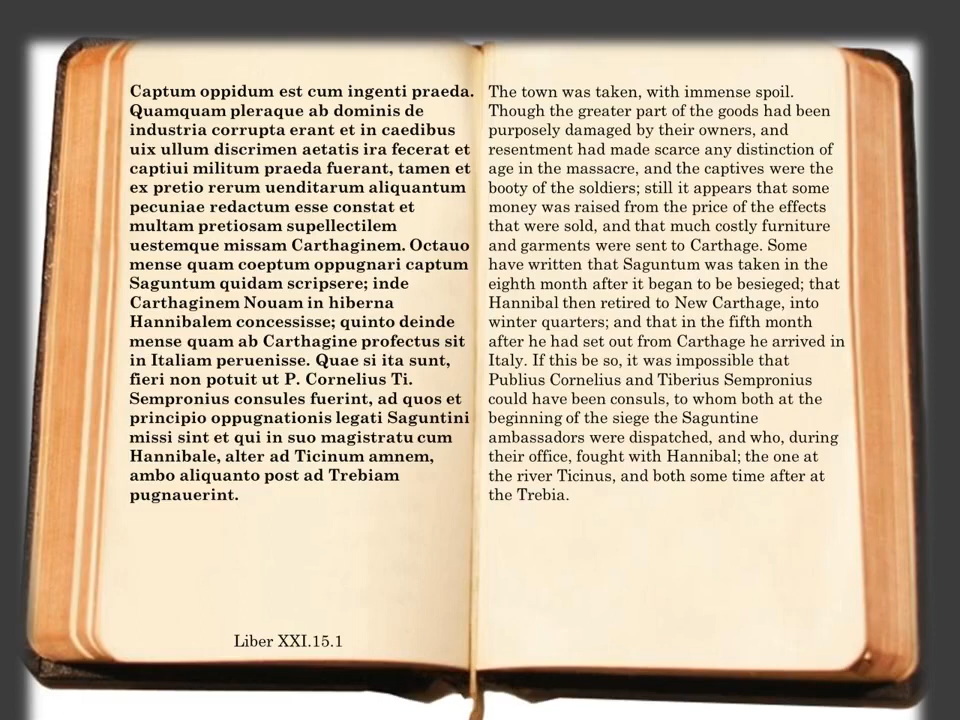 Captum oppidum est cum ingenti praeda.
Quamquam pleraque ab dominis de
industria corrupta erant et in caedibus
uix ullum discrimen aetatis ira fecerat et
captiui militum praeda fuerant, tamen et
ex pretio rerum uenditarum aliquantum
pecuniae redactum esse constat et
multam pretiosam supellectilem
uestemque missam Carthaginem. Octauo
mense quam coeptum oppugnari captum
Saguntum quidam scripsere; inde
Carthaginem Nouam in hiberna
Hannibalem concessisse; quinto deinde
mense quam ab Carthagine profectus sit
in Italiam peruenisse. Quae si ita sunt,
fieri non potuit ut P. Cornelius Ti.
Sempronius consules fuerint, ad quos et
principio oppugnationis legati Saguntini
missi sint et qui in suo magistratu cum
Hannibale, alter ad Ticinum amnem,
ambo aliquanto post ad Trebiam
pugnauerint.
Liber XXI.15.1
The town was taken, with immense spoil.
Though the greater part of the goods had been
purposely damaged by their owners, and
resentment had made scarce any distinction of
age in the massacre, and the captives were the
booty of the soldiers; still it appears that some
money was raised from the price of the effects
that were sold, and that much costly furniture
and garments were sent to Carthage. Some
have written that Saguntum was taken in the
eighth month after it began to be besieged; that
Hannibal then retired to New Carthage, into
winter quarters; and that in the fifth month
after he had set out from Carthage he arrived in
Italy. If this be so, it was impossible that
Publius Cornelius and Tiberius Sempronius
could have been consuls, to whom both at the
beginning of the siege the Saguntine
ambassadors were dispatched, and who, during
their office, fought with Hannibal; the one at
the river Ticinus, and both some time after at
the Trebia.